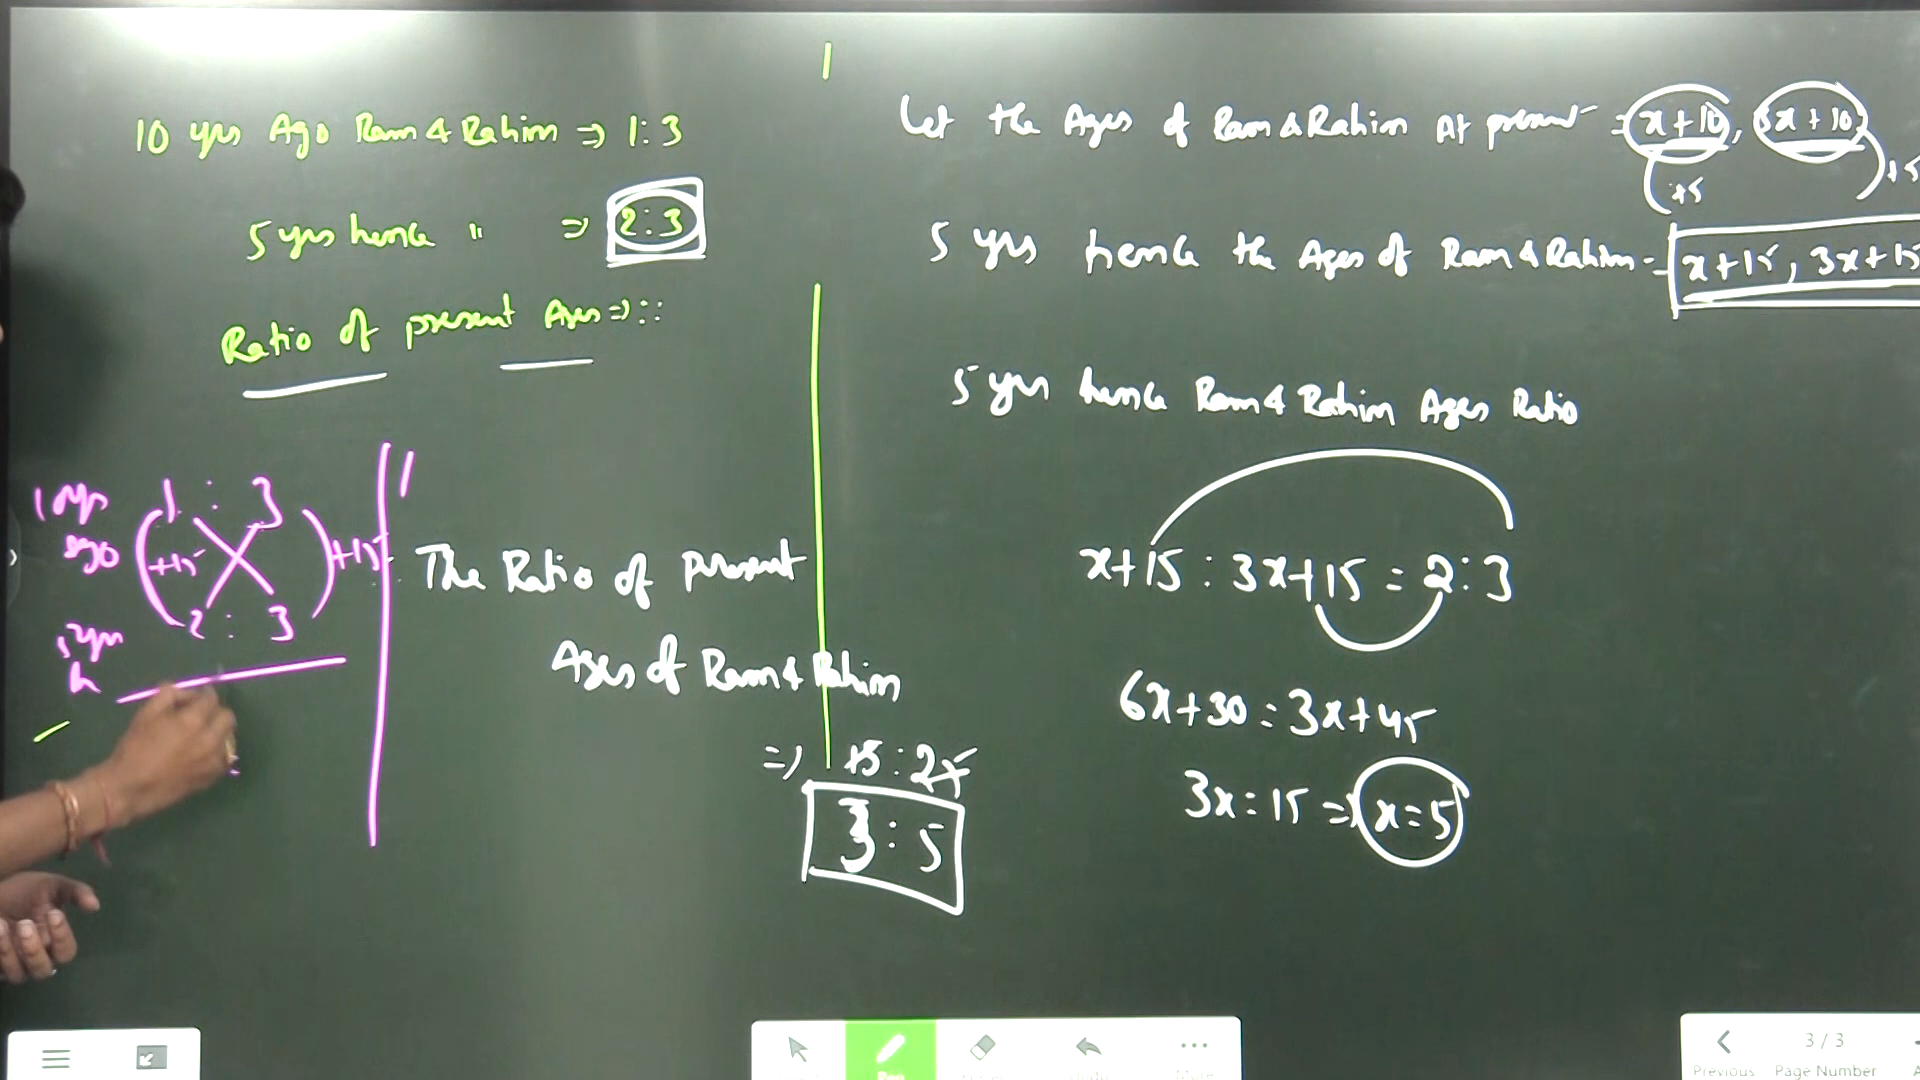 10 yrs Ago Ram & Rahim ⇒ 1:3
5 yrs hence " ⇒ 2:3
Ratio of present Ages ⇒ ::
10yrs ago 1 : 3
+15 +15
5yrs h 2 : 3
The Ratio of present
Ages of Ram & Rahim
⇒ 15:25
3:5
Let the Ages of Ram & Rahim At present = x+10, 3x+10
+5 +5
5 yrs hence the Ages of Ram & Rahim = x+15, 3x+15
5 yrs hence Ram & Rahim Ages Ratio
x+15 : 3x+15 = 2:3
6x+30=3x+45
3x=15 ⇒ x=5
3 / 3
Previous Page Number